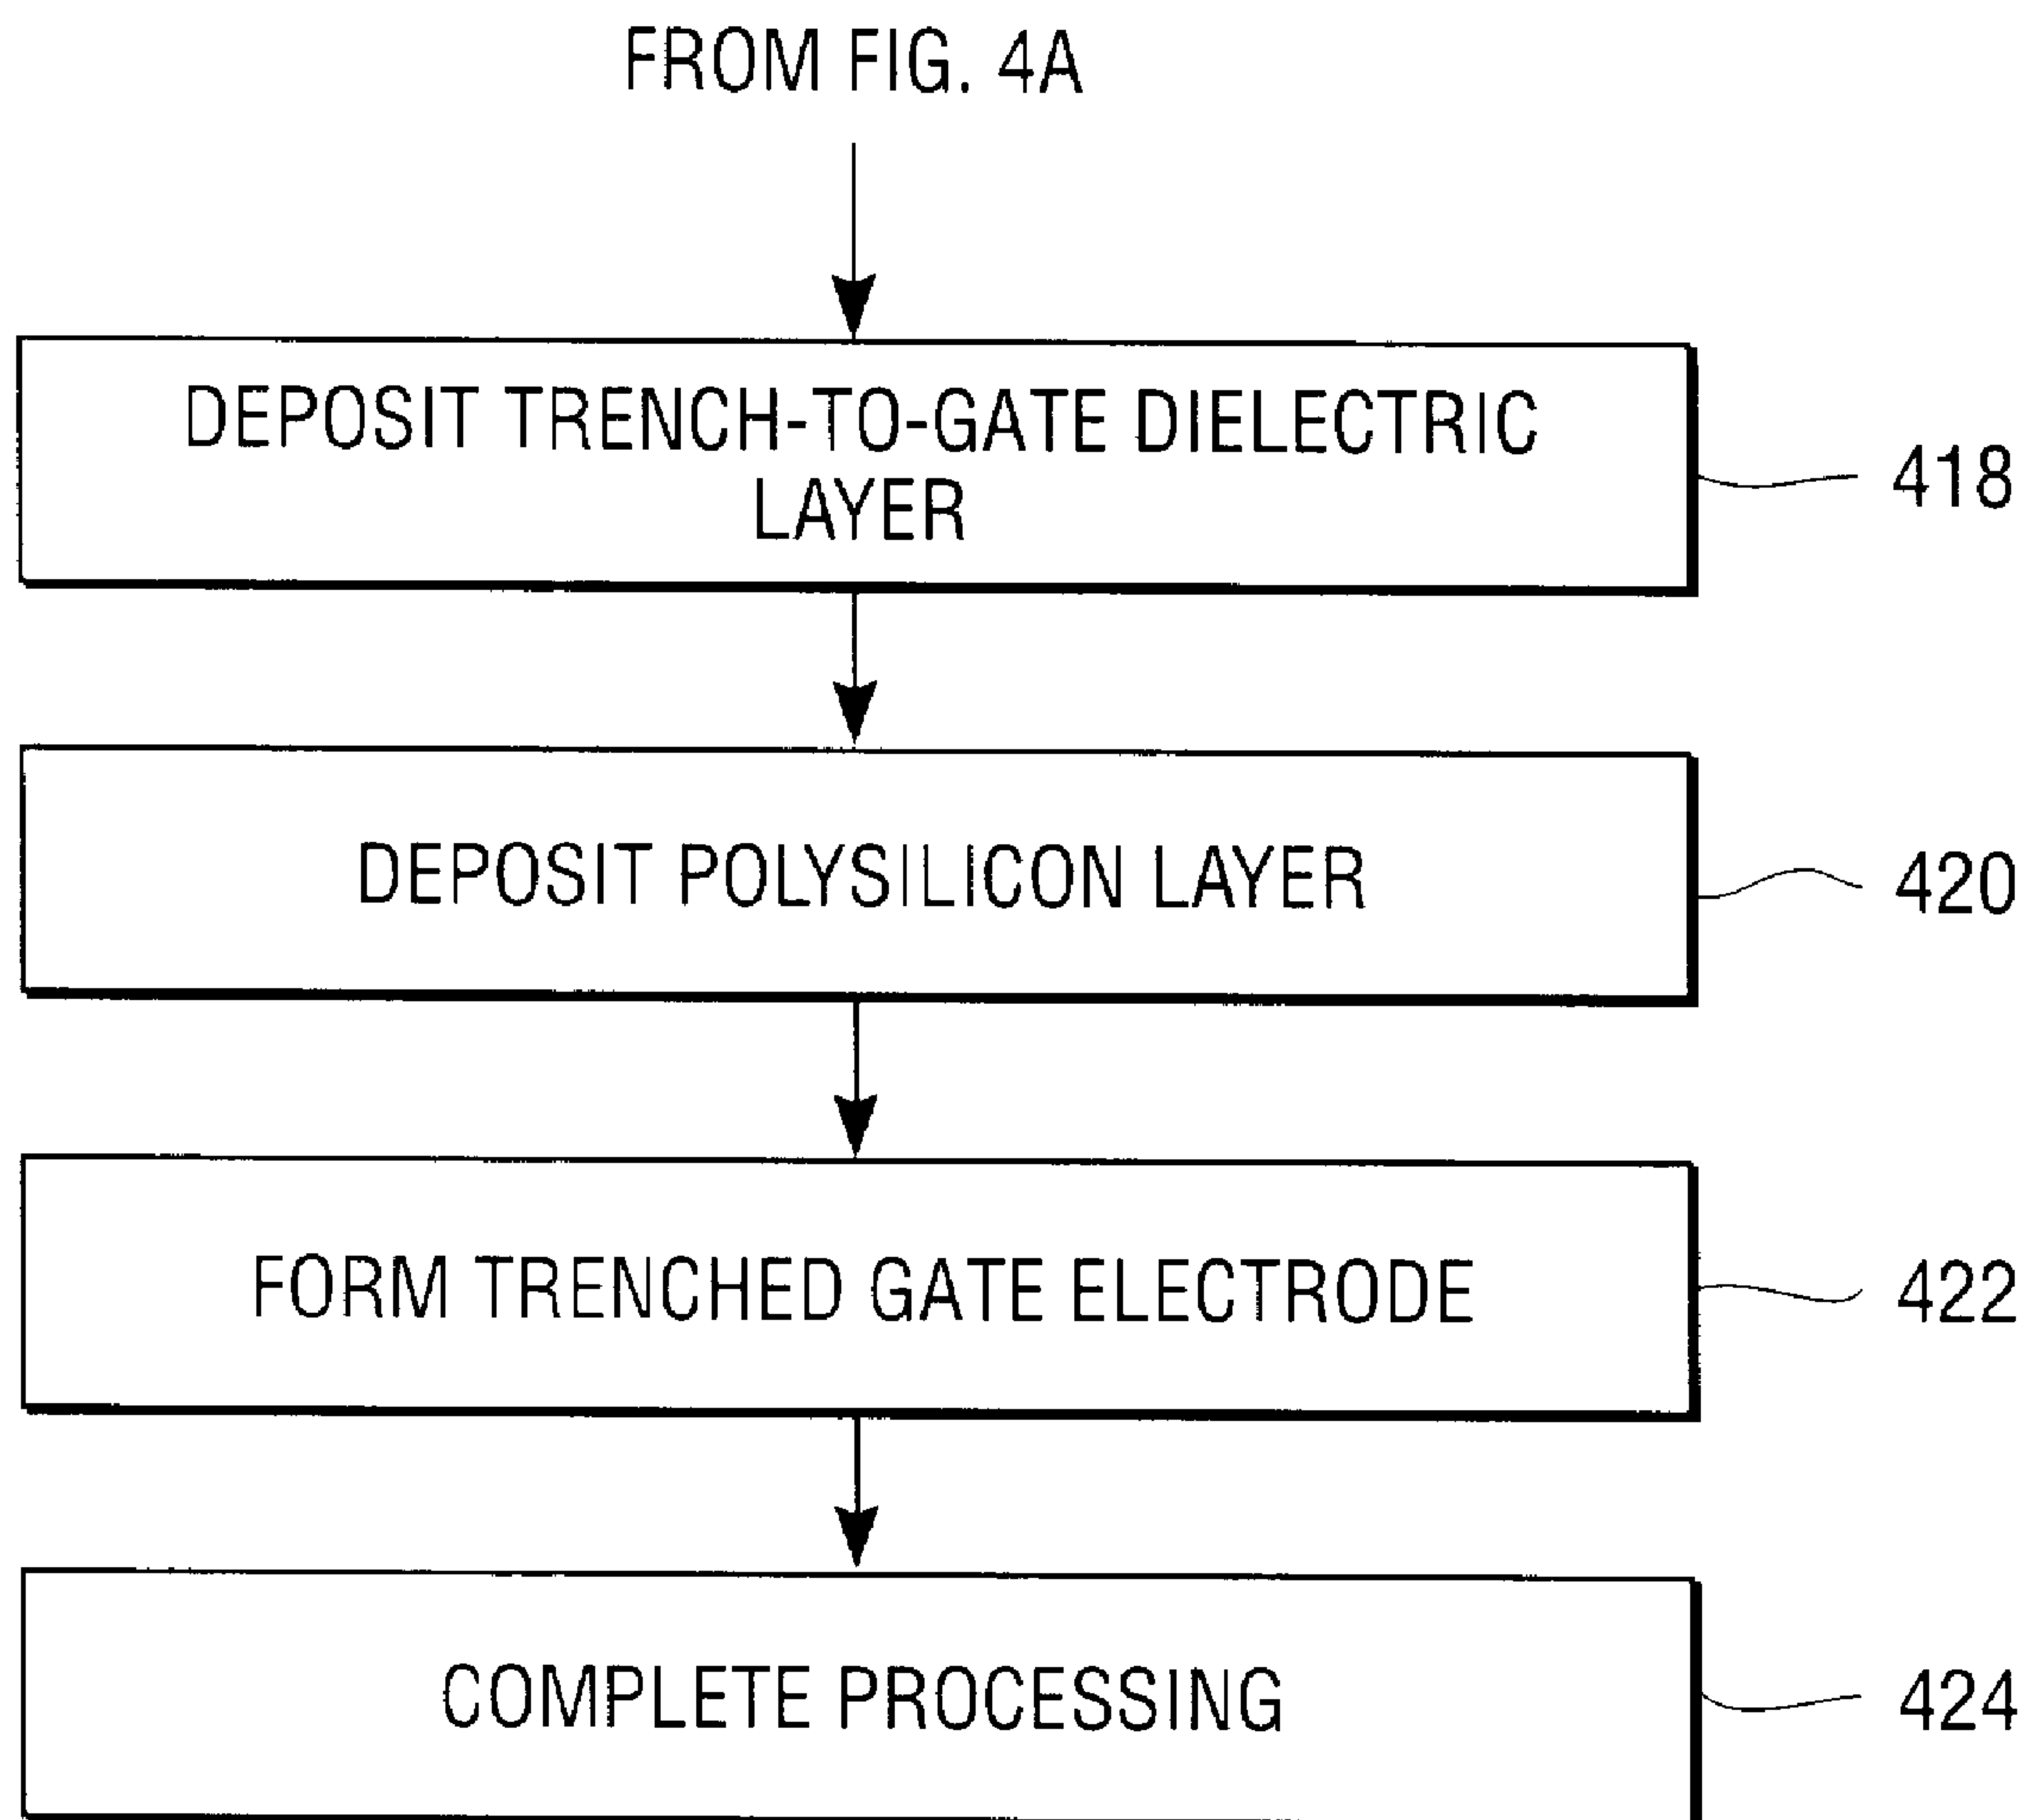 FROM FIG. 4A
DEPOSIT TRENCH-TO-GATE DIELECTRIC
LAYER
418
DEPOSIT POLYSILICON LAYER
420
FORM TRENCHED GATE ELECTRODE
422
COMPLETE PROCESSING
424